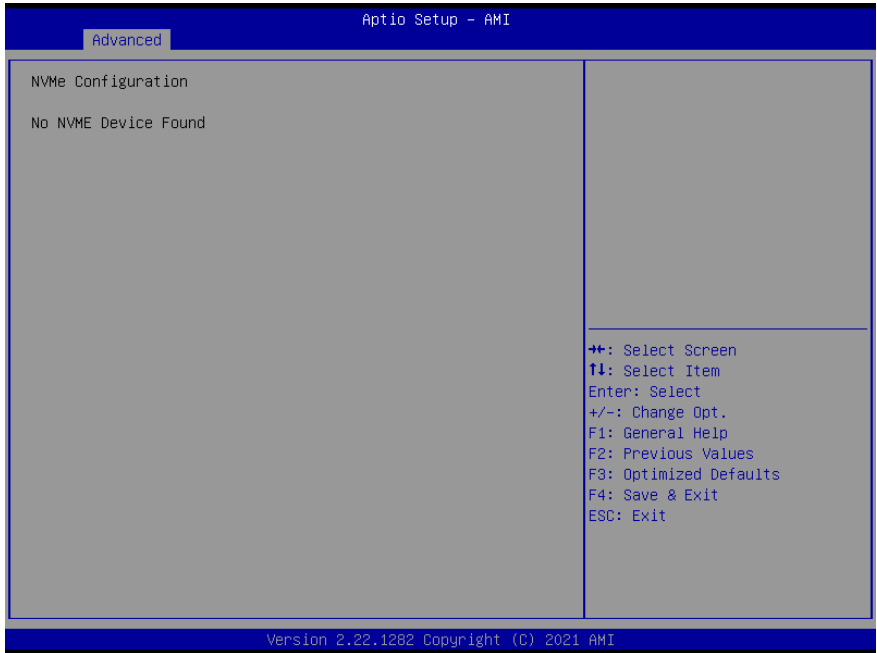 Aptio Setup – AMI
Advanced
NVMe Configuration
No NVME Device Found
→←: Select Screen
↑↓: Select Item
Enter: Select
+/-: Change Opt.
F1: General Help
F2: Previous Values
F3: Optimized Defaults
F4: Save & Exit
ESC: Exit
Version 2.22.1282 Copyright (C) 2021 AMI